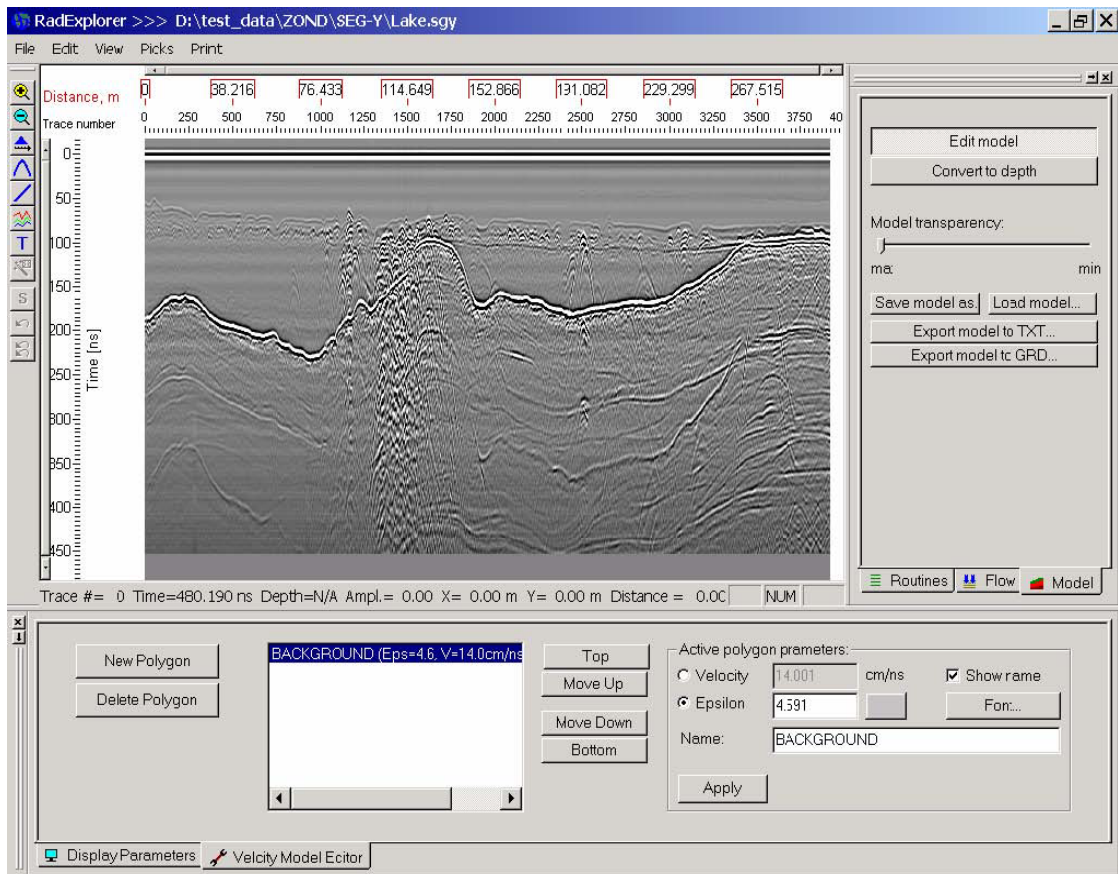 RadExplorer >>> D:\test_data\ZOND\SEG-Y\Lake.sgy
File Edit View Picks Print
Distance, m 0 38.216 76.433 114.649 152.866 131.082 229.299 267.515
Trace number 0 250 500 750 1000 1250 1500 1750 2000 2250 2500 2750 3000 3250 3500 3750 40
0
50
100
150
200
250
300
350
400
450
Time [ns]
T
S
Edit model
Convert to depth
Model transparency:
ma: min
Save model as. Load model...
Export model to TXT...
Export model to GRD...
Routines Flow Model
Trace #= 0 Time=480.190 ns Depth=N/A Ampl.= 0.00 X= 0.00 m Y= 0.00 m Distance = 0.0C NUM
New Polygon
Delete Polygon
BACKGROUND (Eps=4.6, V=14.0cm/ns
Top
Move Up
Move Down
Bottom
Active polygon prameters:
Velocity 14.001 cm/ns Show name
Epsilon 4.591 Fon:...
Name: BACKGROUND
Apply
Display Parameters Velcity Model Ecitor